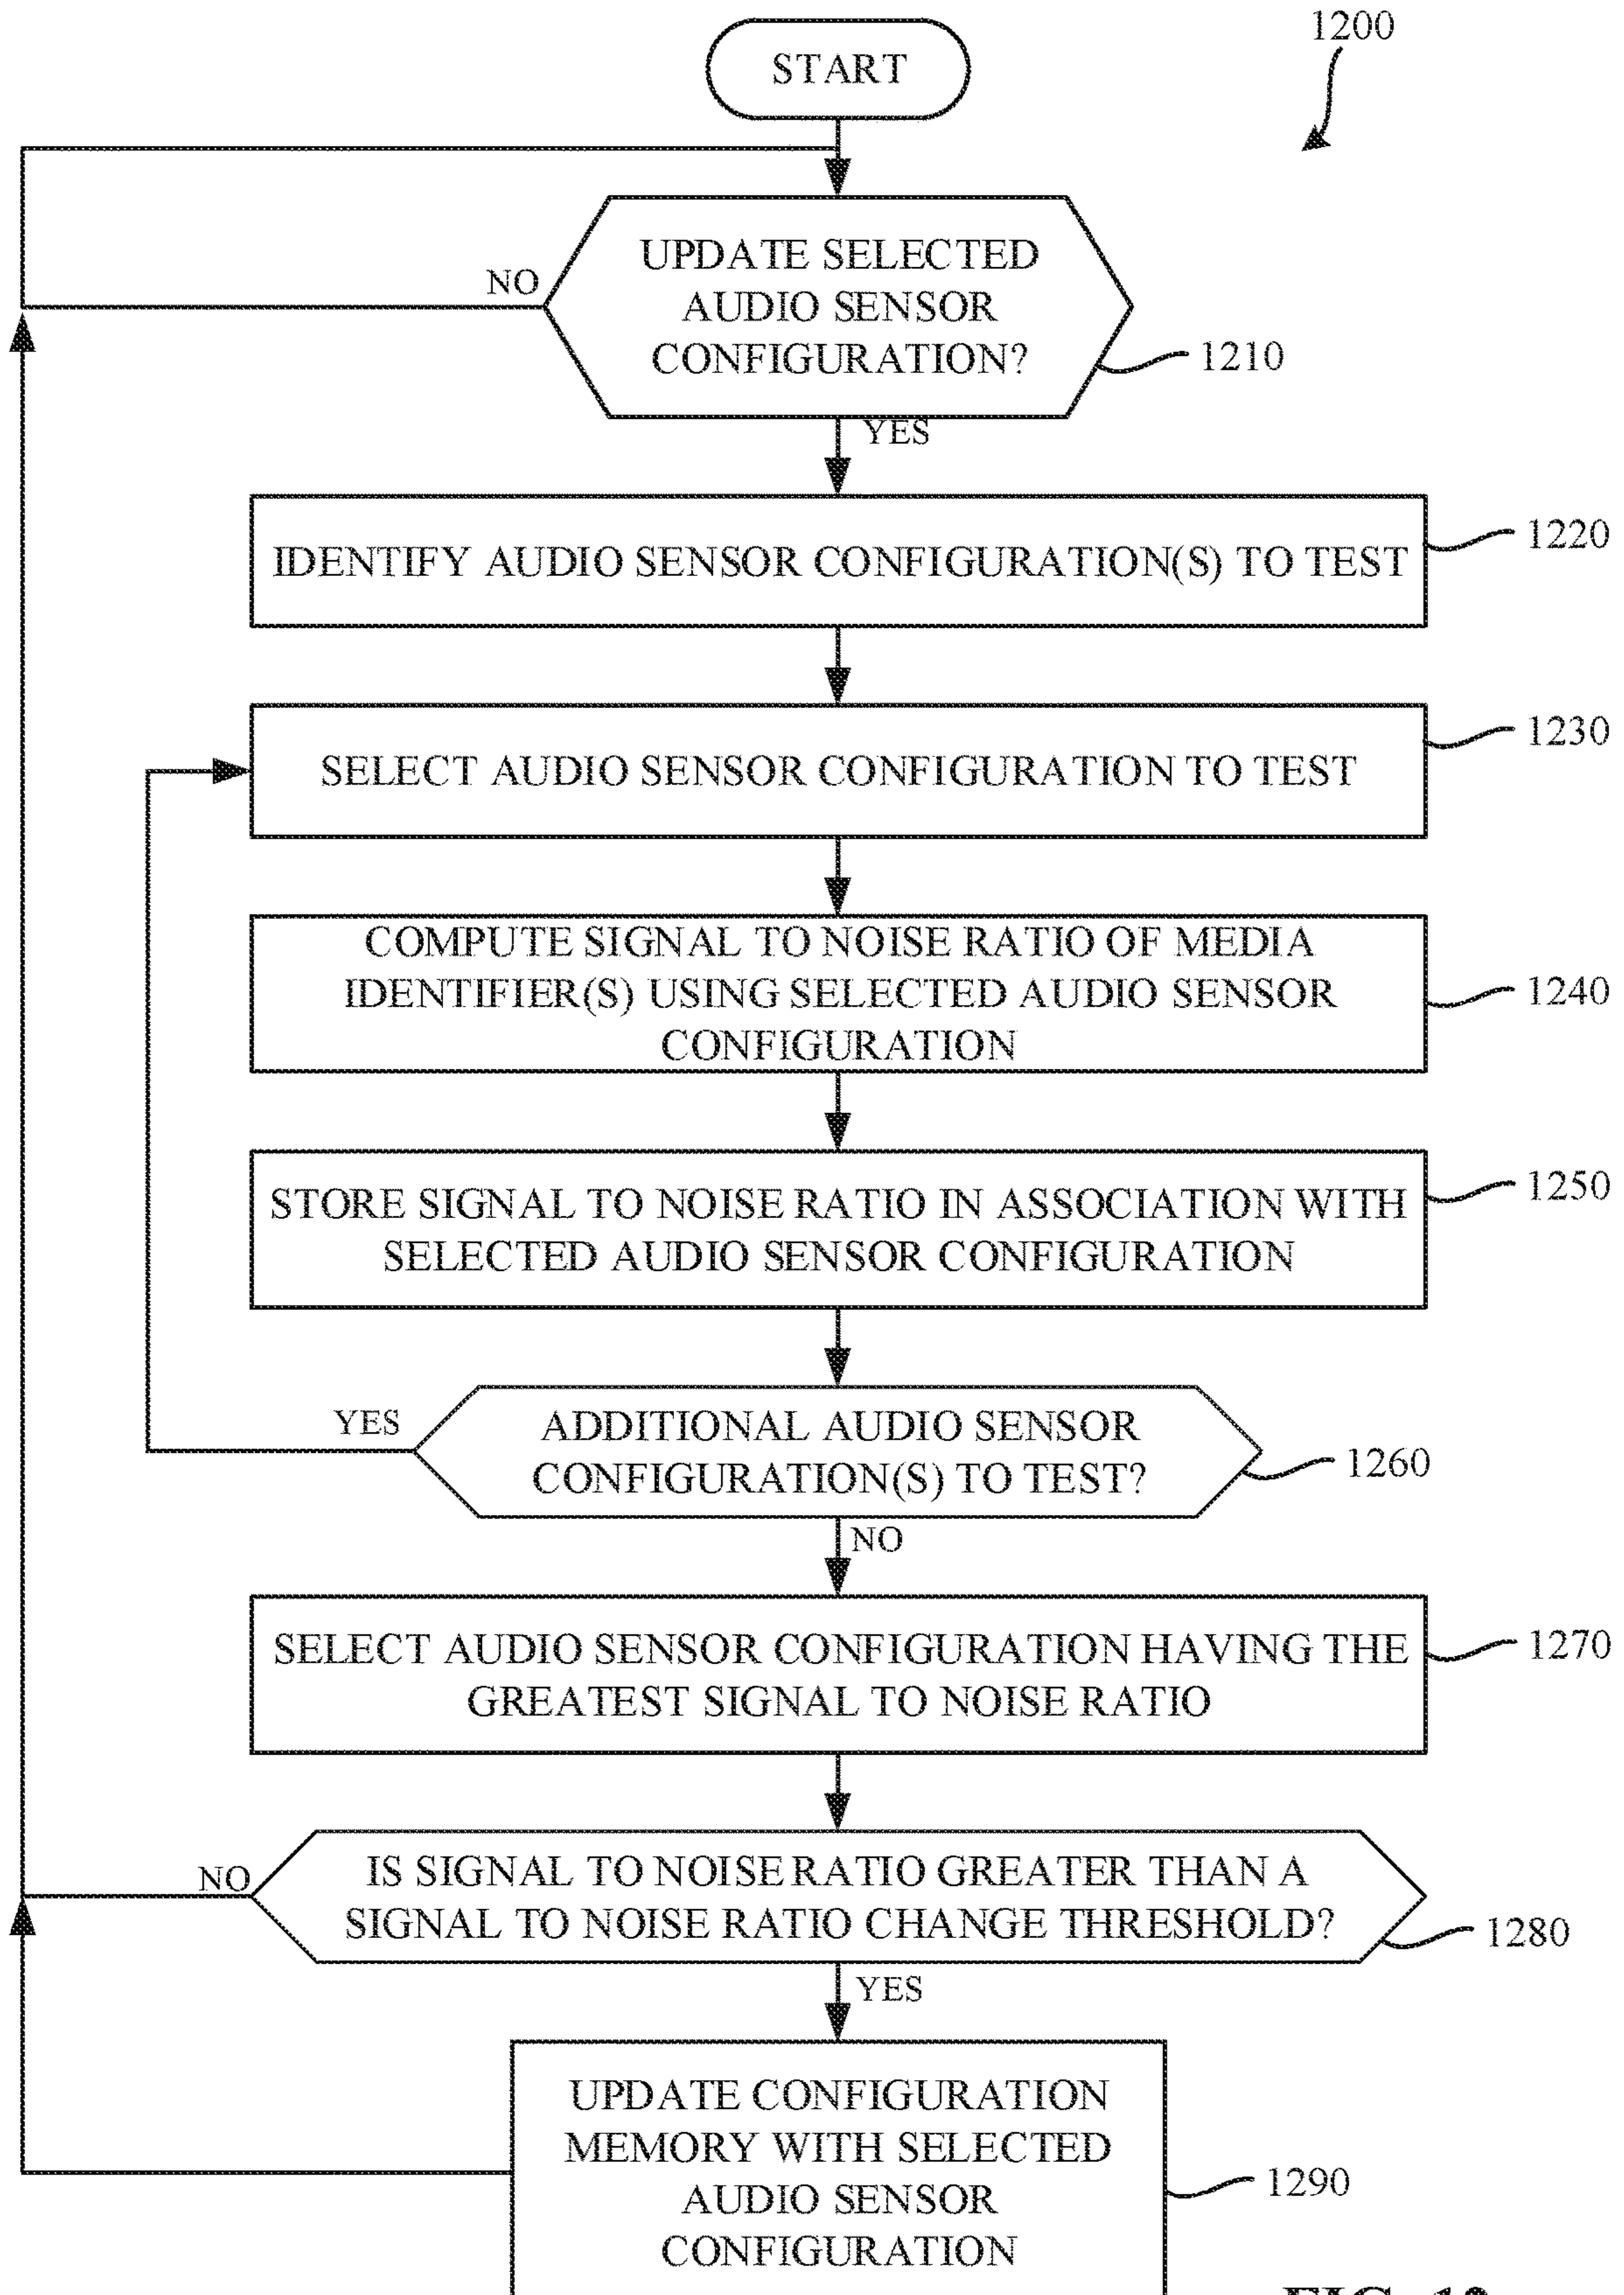 1200
START
UPDATE SELECTED
AUDIO SENSOR
CONFIGURATION?
NO
1210
YES
IDENTIFY AUDIO SENSOR CONFIGURATION(S) TO TEST
1220
SELECT AUDIO SENSOR CONFIGURATION TO TEST
1230
COMPUTE SIGNAL TO NOISE RATIO OF MEDIA
IDENTIFIER(S) USING SELECTED AUDIO SENSOR
CONFIGURATION
1240
STORE SIGNAL TO NOISE RATIO IN ASSOCIATION WITH
SELECTED AUDIO SENSOR CONFIGURATION
1250
YES
ADDITIONAL AUDIO SENSOR
CONFIGURATION(S) TO TEST?
1260
NO
SELECT AUDIO SENSOR CONFIGURATION HAVING THE
GREATEST SIGNAL TO NOISE RATIO
1270
NO
IS SIGNAL TO NOISE RATIO GREATER THAN A
SIGNAL TO NOISE RATIO CHANGE THRESHOLD?
1280
YES
UPDATE CONFIGURATION
MEMORY WITH SELECTED
AUDIO SENSOR
CONFIGURATION
1290